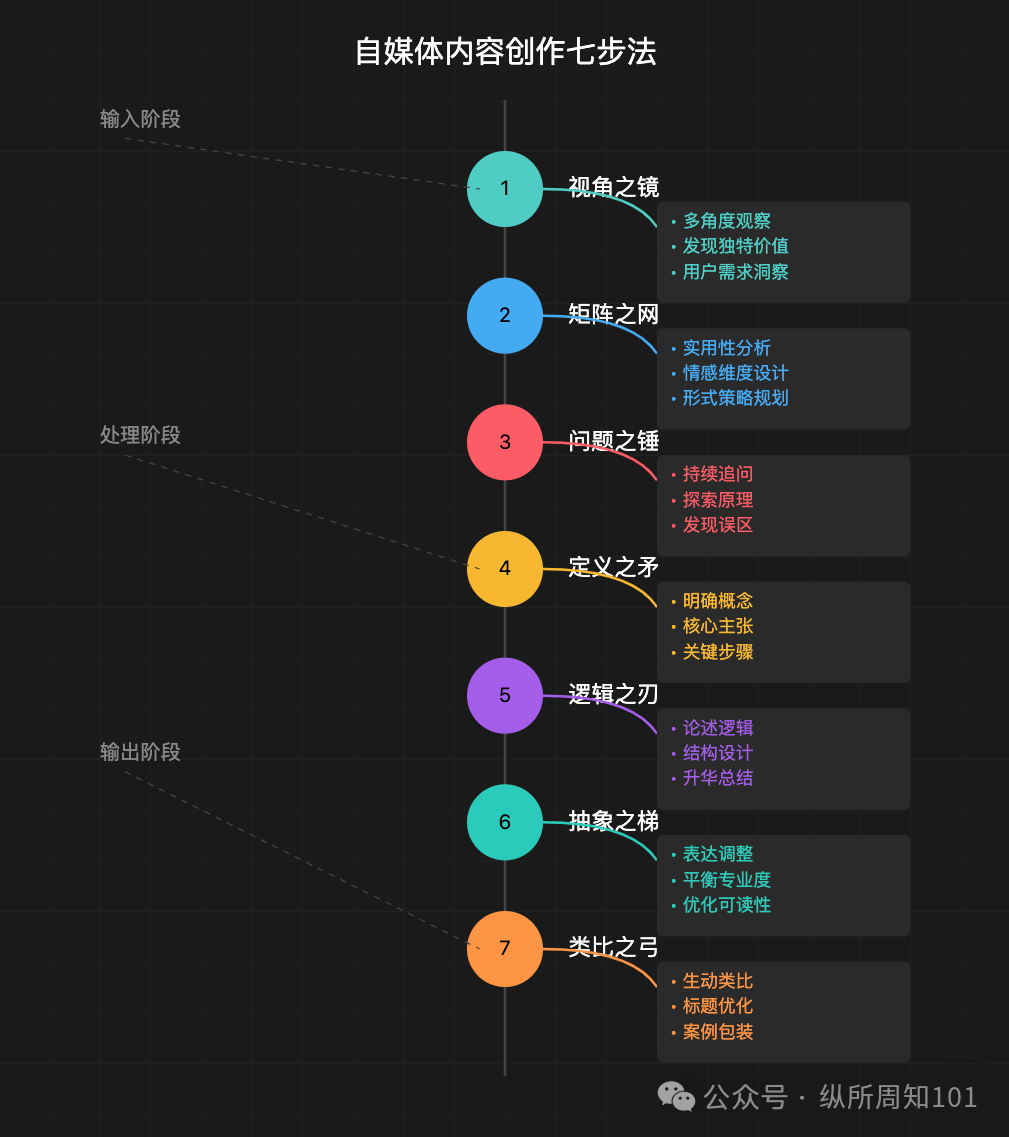 自媒体内容创作七步法
输入阶段
1
视角之镜
• 多角度观察
• 发现独特价值
• 用户需求洞察
2
矩阵之网
• 实用性分析
• 情感维度设计
• 形式策略规划
处理阶段
3
问题之锤
• 持续追问
• 探索原理
• 发现误区
4
定义之矛
• 明确概念
• 核心主张
• 关键步骤
5
逻辑之刃
• 论述逻辑
• 结构设计
• 升华总结
输出阶段
6
抽象之梯
• 表达调整
• 平衡专业度
• 优化可读性
7
类比之弓
• 生动类比
• 标题优化
• 案例包装
公众号 · 纵所周知101